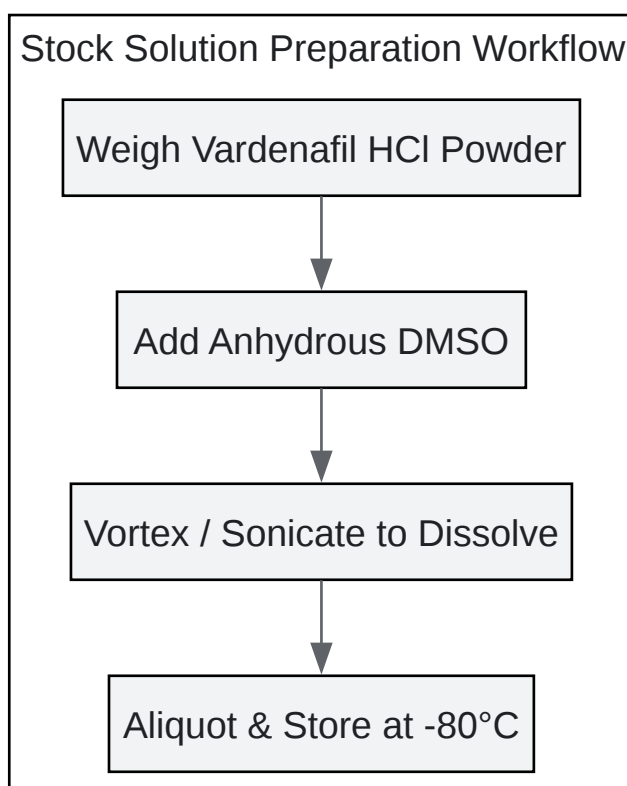 Stock Solution Preparation Workflow
Weigh Vardenafil HCl Powder
Add Anhydrous DMSO
Vortex / Sonicate to Dissolve
Aliquot & Store at -80°C